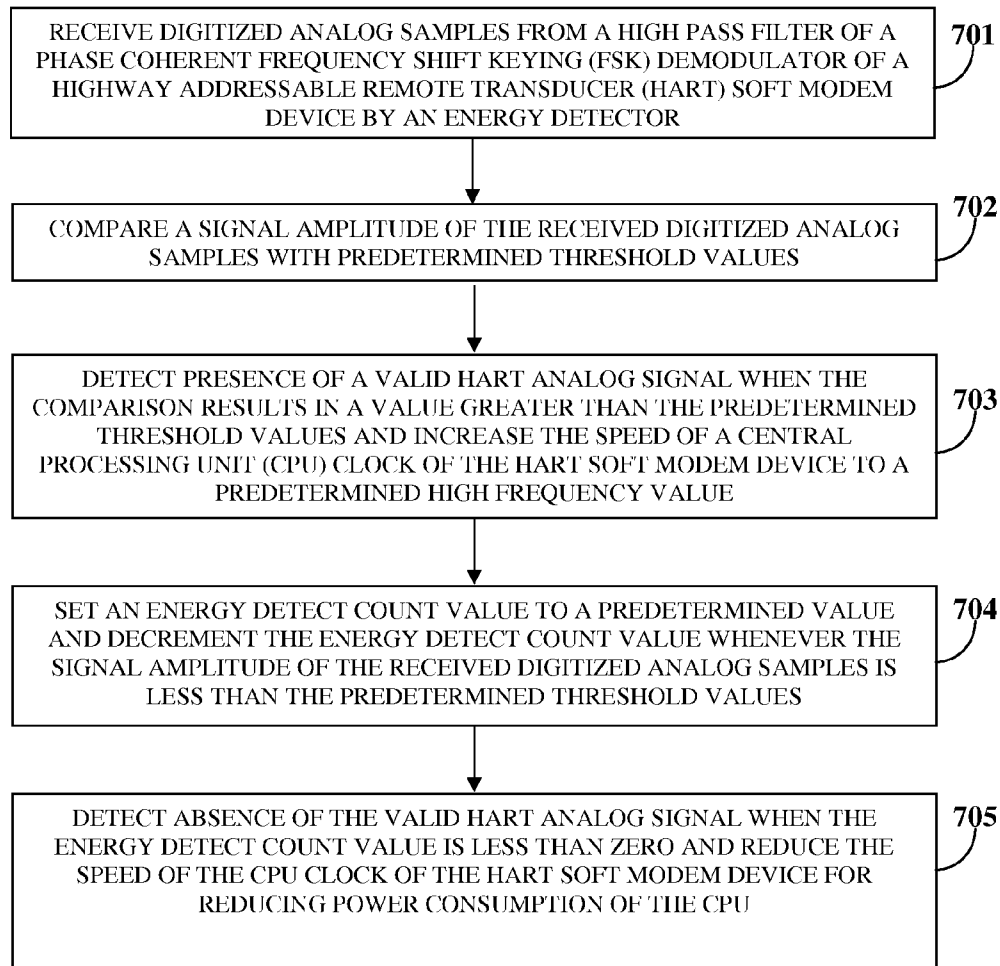 RECEIVE DIGITIZED ANALOG SAMPLES FROM A HIGH PASS FILTER OF A
PHASE COHERENT FREQUENCY SHIFT KEYING (FSK) DEMODULATOR OF A
HIGHWAY ADDRESSABLE REMOTE TRANSDUCER (HART) SOFT MODEM
DEVICE BY AN ENERGY DETECTOR
701
COMPARE A SIGNAL AMPLITUDE OF THE RECEIVED DIGITIZED ANALOG
SAMPLES WITH PREDETERMINED THRESHOLD VALUES
702
DETECT PRESENCE OF A VALID HART ANALOG SIGNAL WHEN THE
COMPARISON RESULTS IN A VALUE GREATER THAN THE PREDETERMINED
THRESHOLD VALUES AND INCREASE THE SPEED OF A CENTRAL
PROCESSING UNIT (CPU) CLOCK OF THE HART SOFT MODEM DEVICE TO A
PREDETERMINED HIGH FREQUENCY VALUE
703
SET AN ENERGY DETECT COUNT VALUE TO A PREDETERMINED VALUE
AND DECREMENT THE ENERGY DETECT COUNT VALUE WHENEVER THE
SIGNAL AMPLITUDE OF THE RECEIVED DIGITIZED ANALOG SAMPLES IS
LESS THAN THE PREDETERMINED THRESHOLD VALUES
704
DETECT ABSENCE OF THE VALID HART ANALOG SIGNAL WHEN THE
ENERGY DETECT COUNT VALUE IS LESS THAN ZERO AND REDUCE THE
SPEED OF THE CPU CLOCK OF THE HART SOFT MODEM DEVICE FOR
REDUCING POWER CONSUMPTION OF THE CPU
705